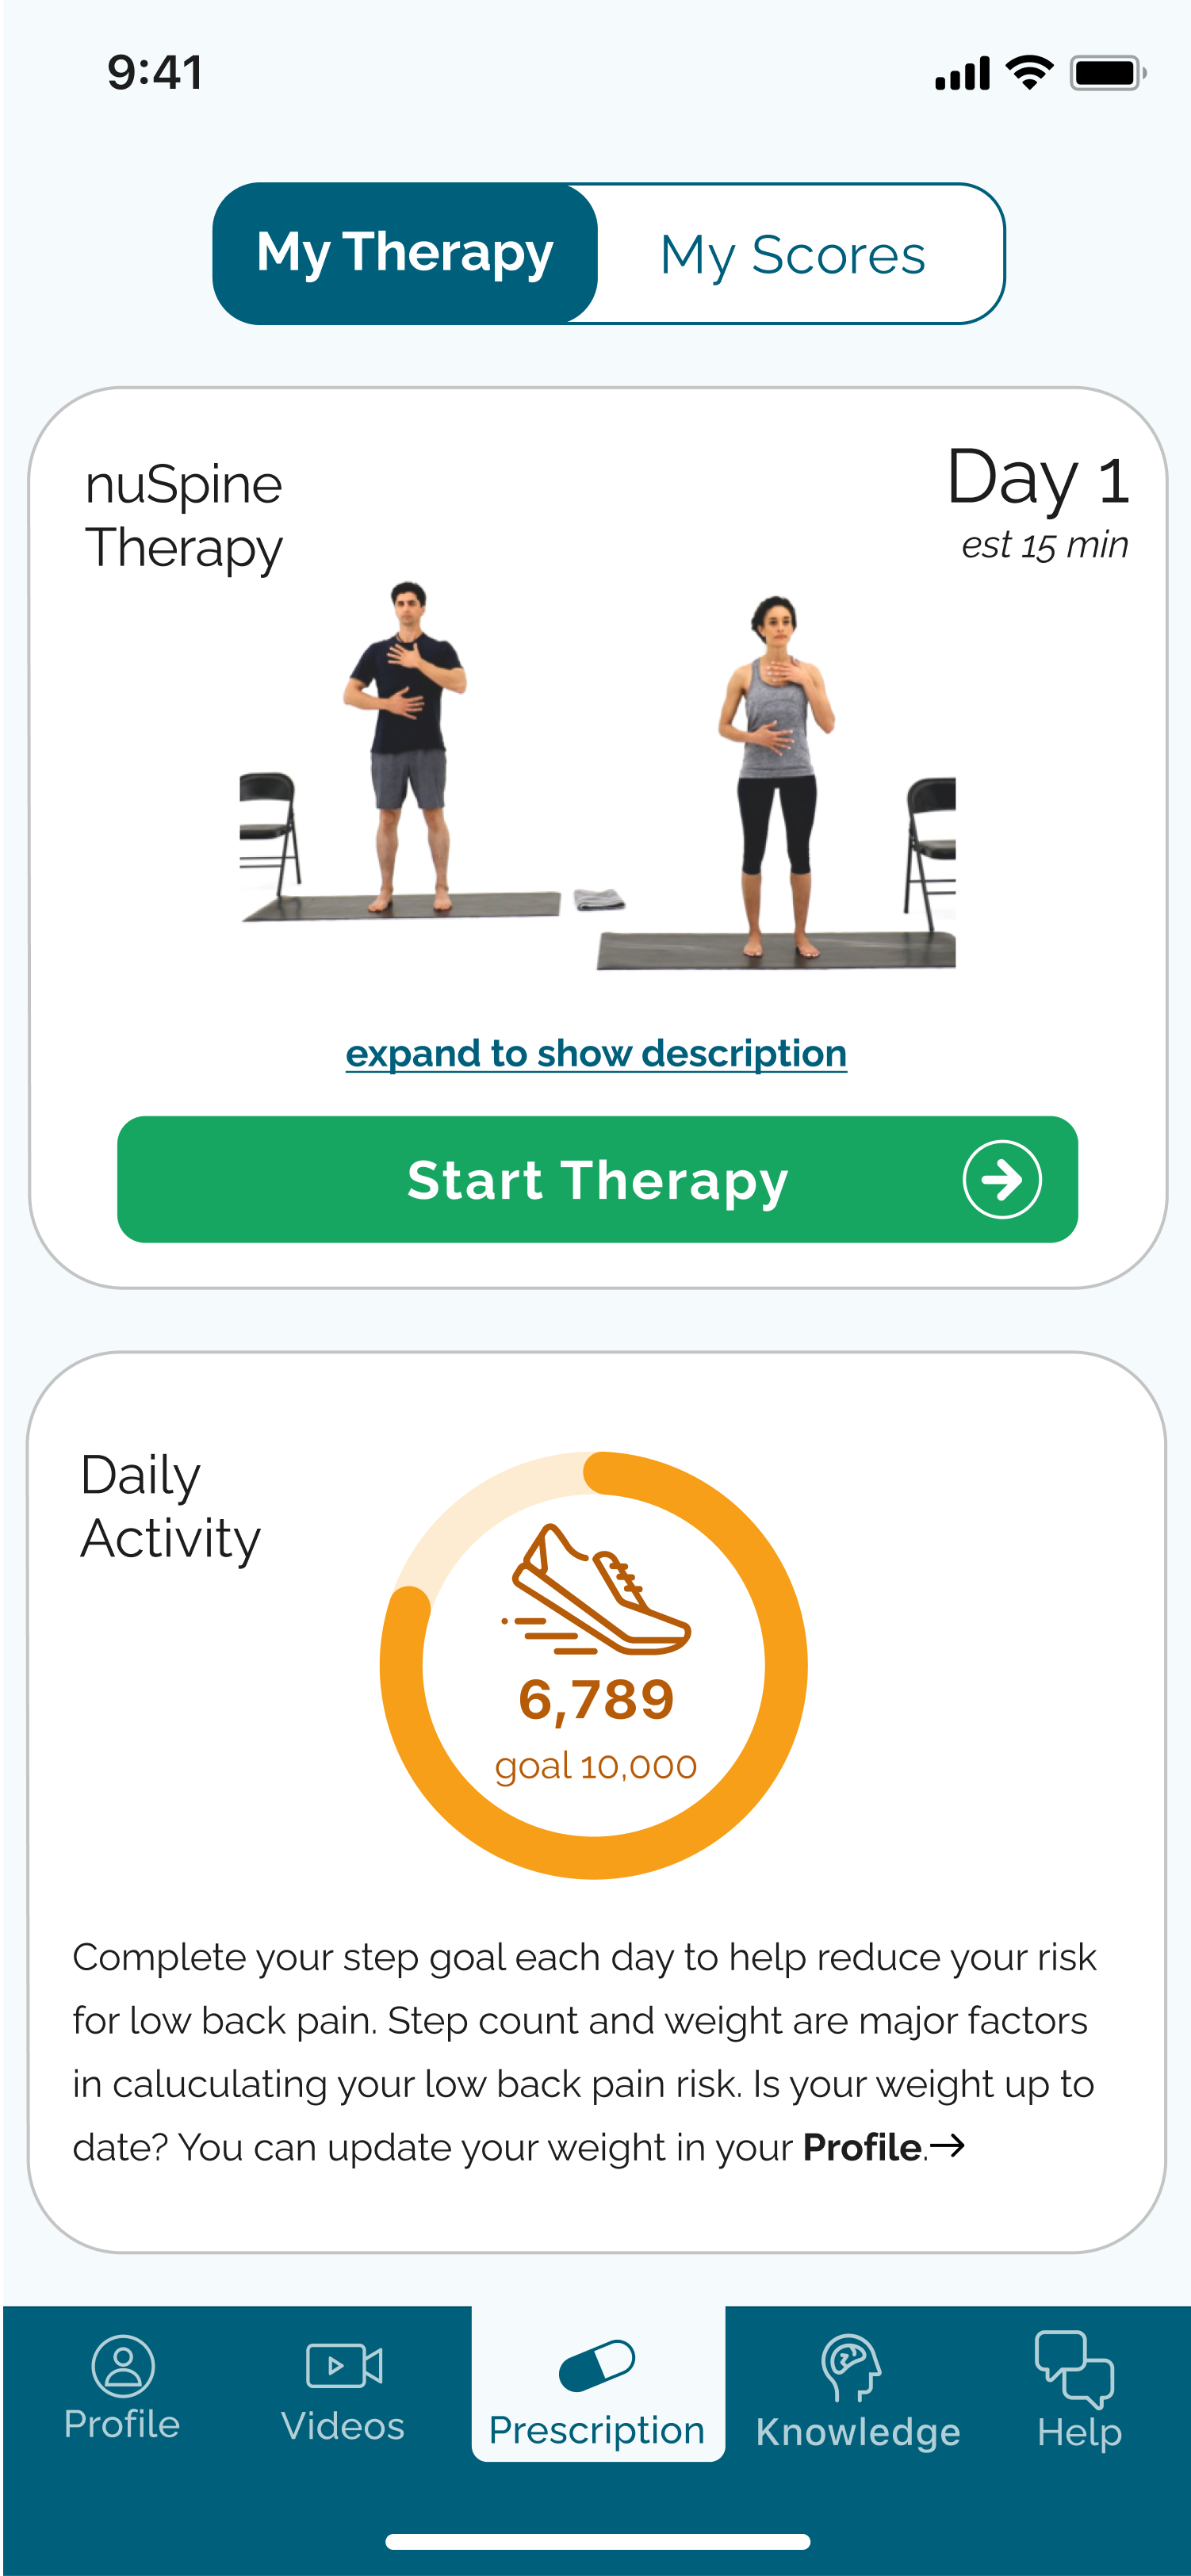 9:41
My Therapy
My Scores
nuSpine
Therapy
Day 1
est 15 min
expand to show description
Start Therapy
Daily
Activity
6,789
goal 10,000
Complete your step goal each day to help reduce your risk
for low back pain. Step count and weight are major factors
in caluculating your low back pain risk. Is your weight up to
date? You can update your weight in your Profile.→
Profile
Videos
Prescription
Knowledge
Help